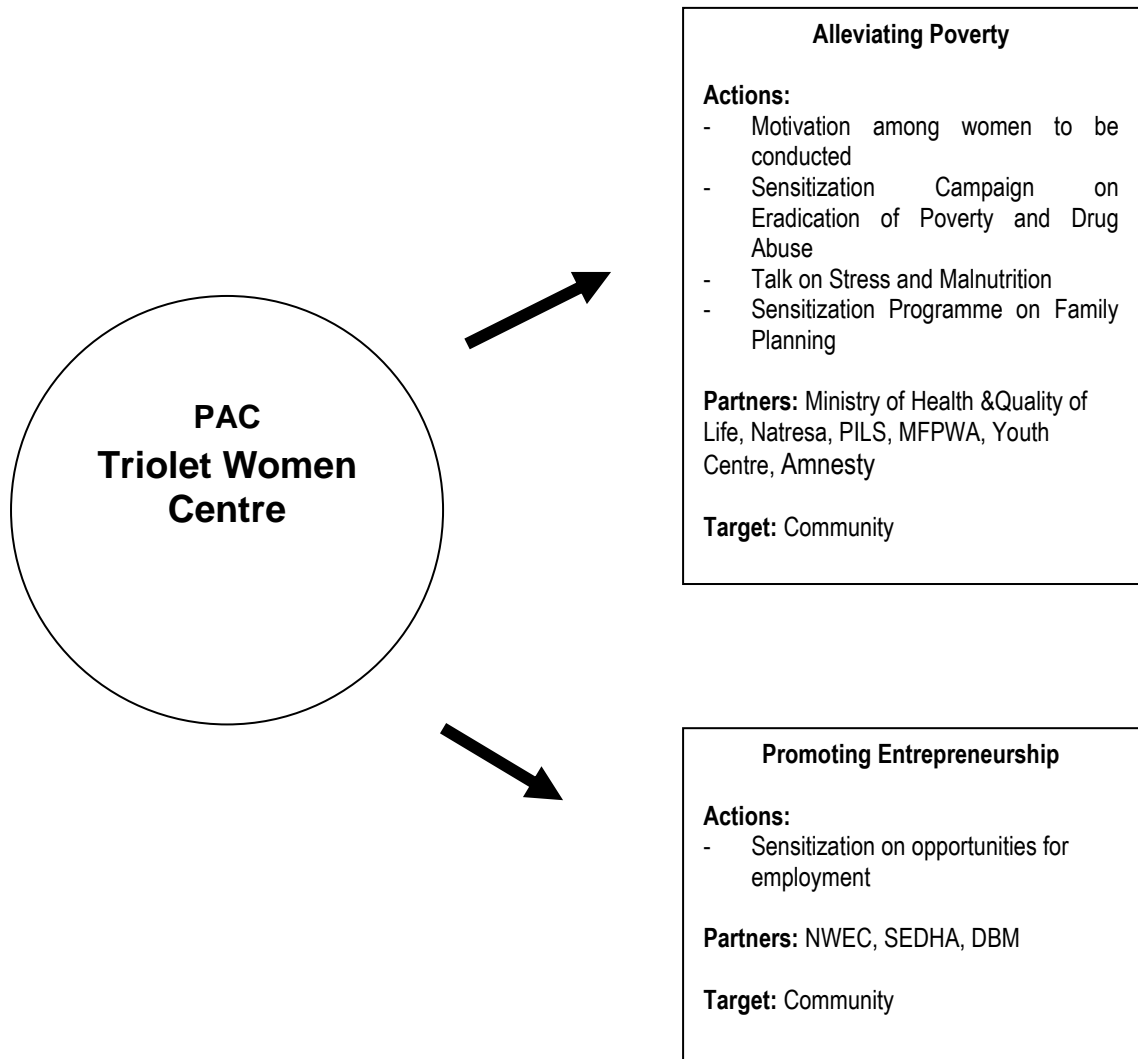 PAC
Triolet Women
Centre
Alleviating Poverty
Actions:
- Motivation among women to be
conducted
- Sensitization Campaign on
Eradication of Poverty and Drug
Abuse
- Talk on Stress and Malnutrition
- Sensitization Programme on Family
Planning
Partners: Ministry of Health &Quality of
Life, Natresa, PILS, MFPWA, Youth
Centre, Amnesty
Target: Community
Promoting Entrepreneurship
Actions:
- Sensitization on opportunities for
employment
Partners: NWEC, SEDHA, DBM
Target: Community